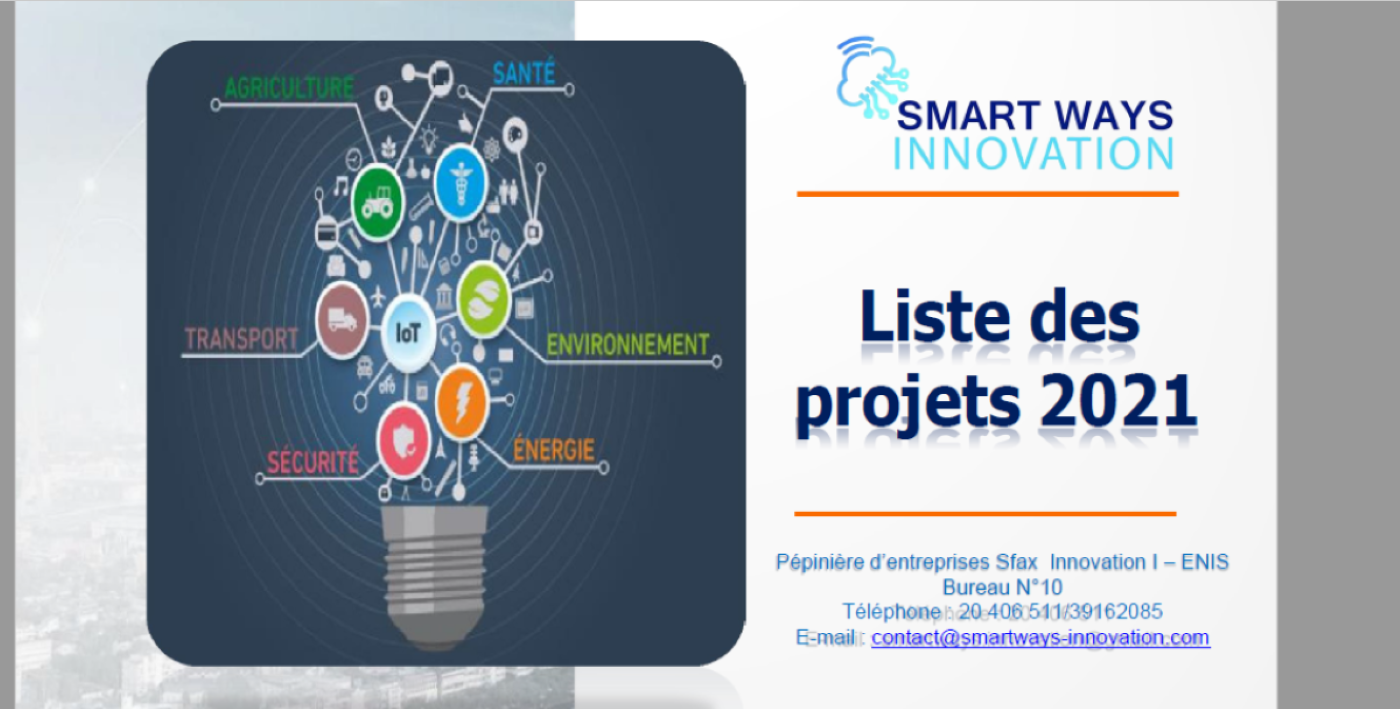 AGRICULTURE
SANTÉ
TRANSPORT
IoT
ENVIRONNEMENT
SÉCURITÉ
ÉNERGIE
SMART WAYS
INNOVATION
Liste des
projets 2021
Pépinière d'entreprises Sfax Innovation I – ENIS
Bureau N°10
Téléphone : 20 406 511/39162085
E-mail : contact@smartways-innovation.com